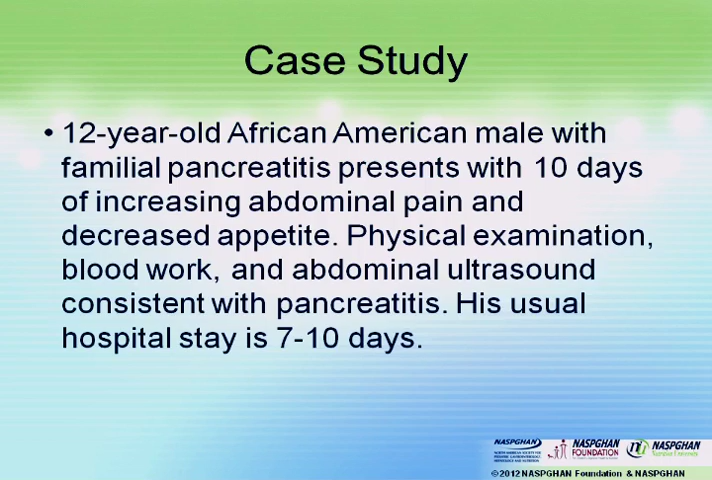 Case Study
• 12-year-old African American male with
familial pancreatitis presents with 10 days
of increasing abdominal pain and
decreased appetite. Physical examination,
blood work, and abdominal ultrasound
consistent with pancreatitis. His usual
hospital stay is 7-10 days.
NASPGHAN
NASPGHAN
FOUNDATION
NASPGHAN
©2012 NASPGHAN Foundation & NASPGHAN